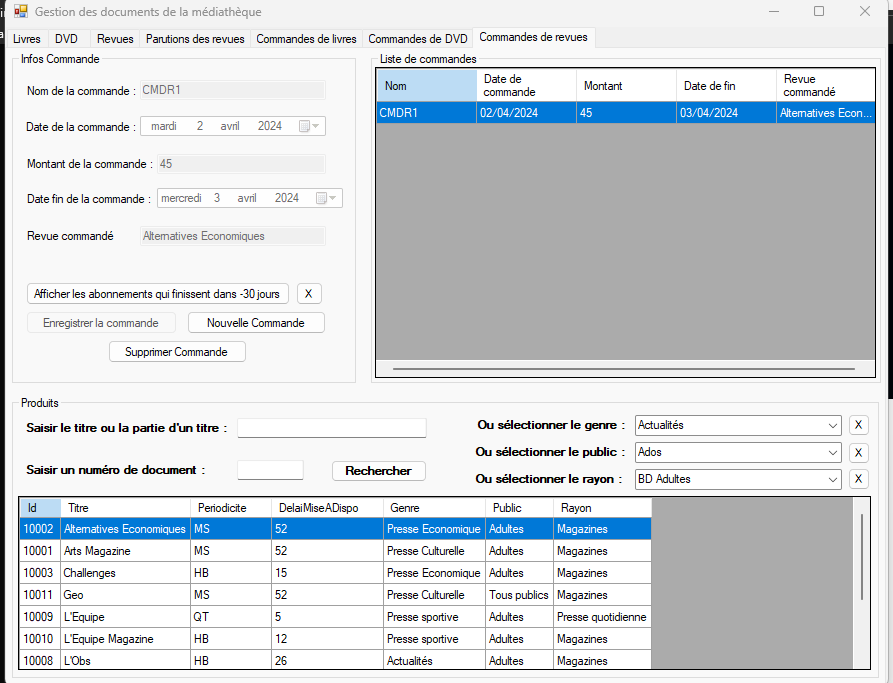 Gestion des documents de la médiathèque
Livres DVD Revues Parutions des revues Commandes de livres Commandes de DVD Commandes de revues
Infos Commande
Nom de la commande : CMDR1
Date de la commande : mardi 2 avril 2024
Montant de la commande : 45
Date fin de la commande : mercredi 3 avril 2024
Revue commandé Alternatives Economiques
Afficher les abonnements qui finissent dans -30 jours X
Enregistrer la commande Nouvelle Commande
Supprimer Commande
Liste de commandes
Nom Date de commande Montant Date de fin Revue commandé
CMDR1 02/04/2024 45 03/04/2024 Alternatives Econ...
Produits
Saisir le titre ou la partie d'un titre :
Saisir un numéro de document : Rechercher
Ou sélectionner le genre : Actualités X
Ou sélectionner le public : Ados X
Ou sélectionner le rayon : BD Adultes X
Id Titre Periodicite DelaiMiseADispo Genre Public Rayon
10002 Alternatives Economiques MS 52 Presse Economique Adultes Magazines
10001 Arts Magazine MS 52 Presse Culturelle Adultes Magazines
10003 Challenges HB 15 Presse Economique Adultes Magazines
10011 Geo MS 52 Presse Culturelle Tous publics Magazines
10009 L'Equipe QT 5 Presse sportive Adultes Presse quotidienne
10010 L'Equipe Magazine HB 12 Presse sportive Adultes Magazines
10008 L'Obs HB 26 Actualités Adultes Magazines